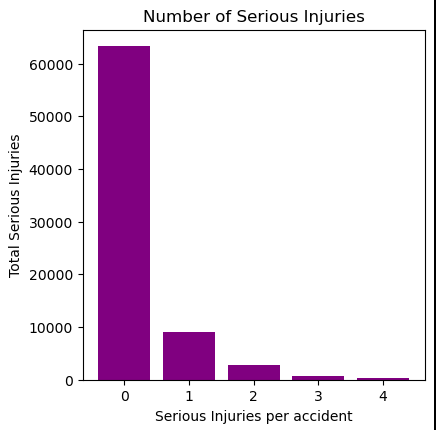 Number of Serious Injuries
Total Serious Injuries
60000
50000
40000
30000
20000
10000
0
0 1 2 3 4
Serious Injuries per accident